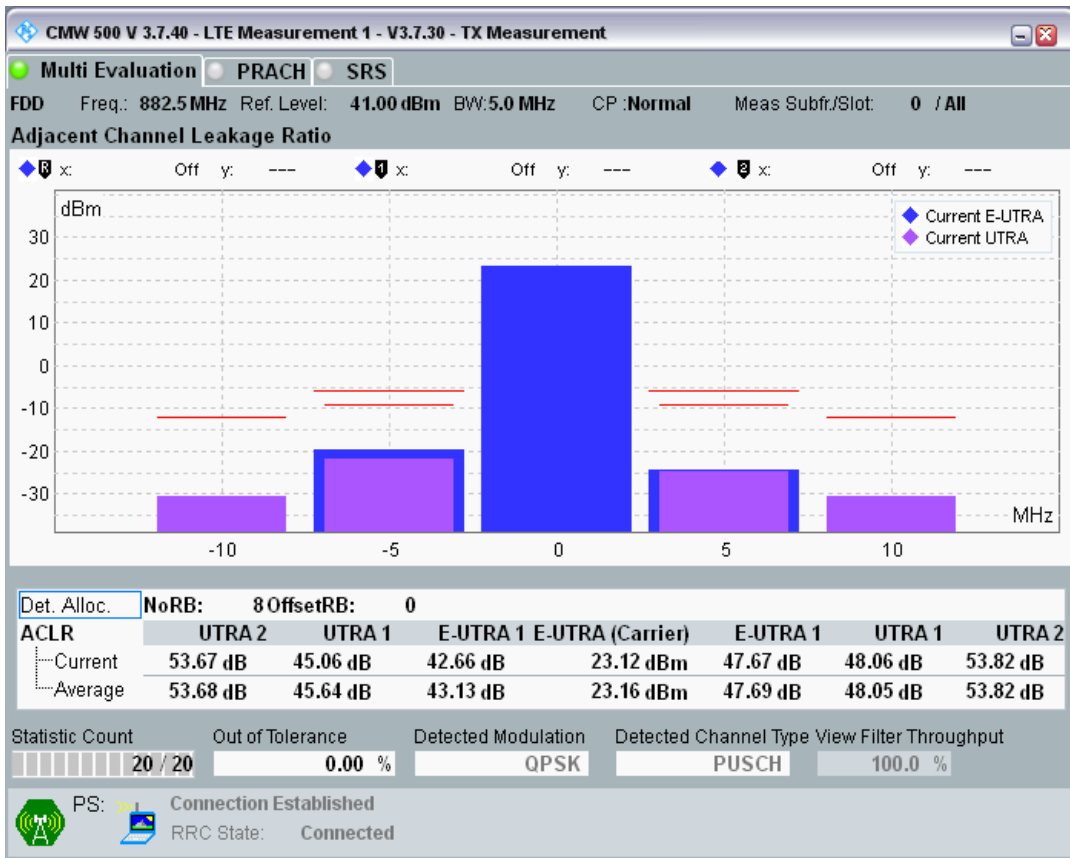 CMW 500 V 3.7.40 - LTE Measurement 1 - V3.7.30 - TX Measurement
Multi Evaluation PRACH SRS
FDD Freq.: 882.5 MHz Ref. Level: 41.00 dBm BW: 5.0 MHz CP : Normal Meas Subfr./Slot: 0 / All
Adjacent Channel Leakage Ratio
R x: Off y: --- 1 x: Off y: --- 2 x: Off y: ---
dBm
Current E-UTRA
Current UTRA
30
20
10
0
-10
-20
-30
MHz
-10 -5 0 5 10
Det. Alloc. NoRB: 8 OffsetRB: 0
ACLR UTRA 2 UTRA 1 E-UTRA 1 E-UTRA (Carrier) E-UTRA 1 UTRA 1 UTRA 2
Current 53.67 dB 45.06 dB 42.66 dB 23.12 dBm 47.67 dB 48.06 dB 53.82 dB
Average 53.68 dB 45.64 dB 43.13 dB 23.16 dBm 47.69 dB 48.05 dB 53.82 dB
Statistic Count Out of Tolerance Detected Modulation Detected Channel Type View Filter Throughput
20 / 20 0.00 % QPSK PUSCH 100.0 %
PS: Connection Established
RRC State: Connected